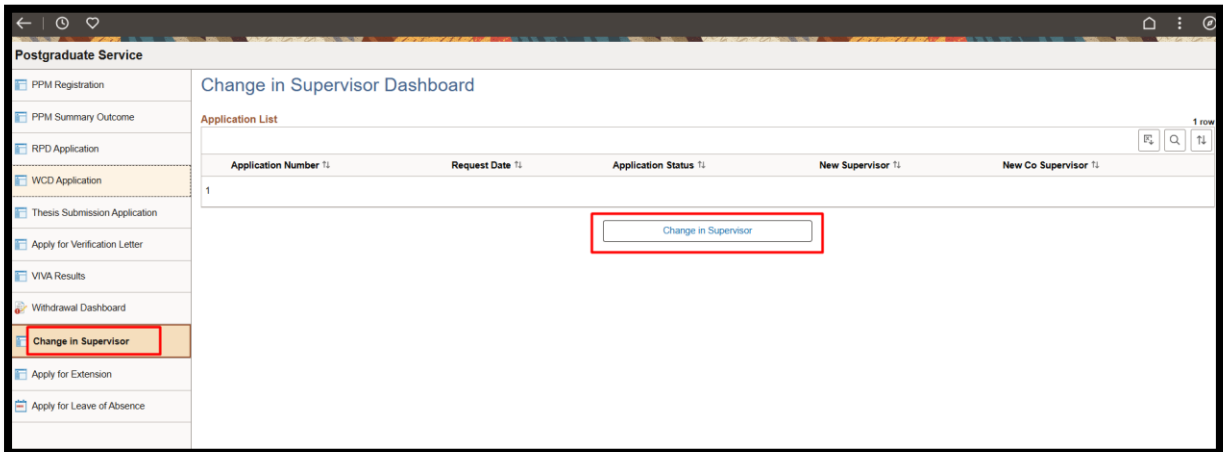 Postgraduate Service
PPM Registration
PPM Summary Outcome
RPD Application
WCD Application
Thesis Submission Application
Apply for Verification Letter
VIVA Results
Withdrawal Dashboard
Change in Supervisor
Apply for Extension
Apply for Leave of Absence
Change in Supervisor Dashboard
Application List
1 row
Application Number Request Date Application Status New Supervisor New Co Supervisor
1
Change in Supervisor